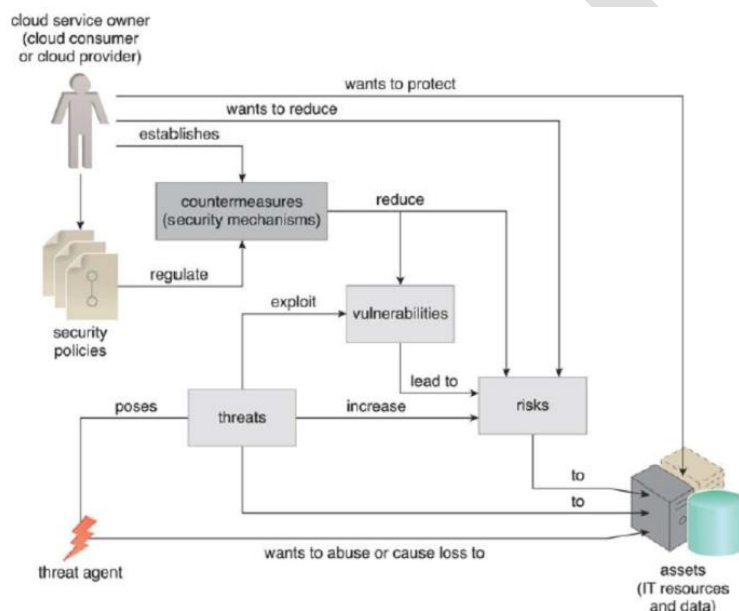 cloud service owner
(cloud consumer
or cloud provider)
wants to protect
wants to reduce
establishes
countermeasures
(security mechanisms)
reduce
regulate
exploit
vulnerabilities
security
policies
lead to
poses
threats
increase
risks
to
to
threat agent
wants to abuse or cause loss to
assets
(IT resources
and data)